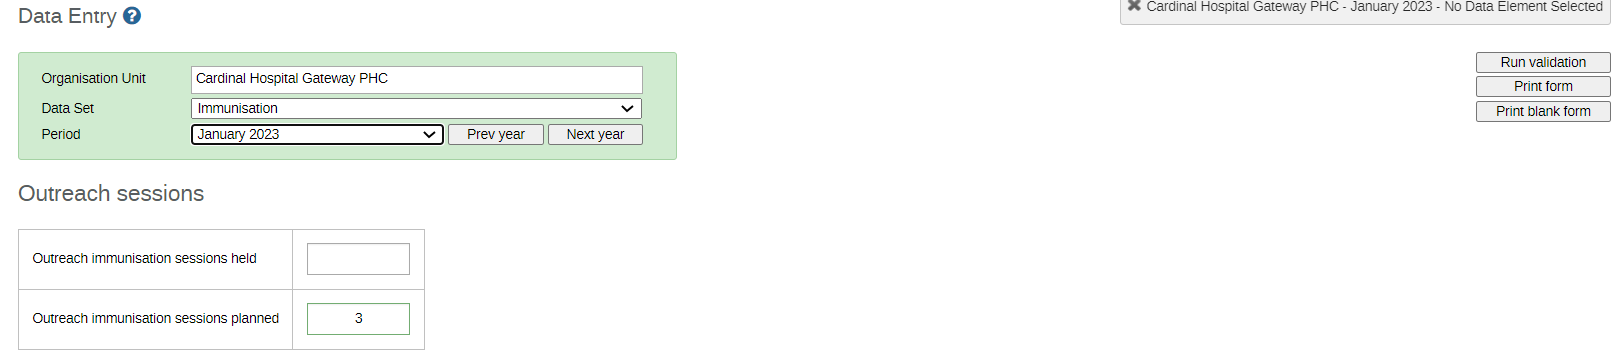 Data Entry
Cardinal Hospital Gateway PHC - January 2023 - No Data Element Selected
Organisation Unit Cardinal Hospital Gateway PHC
Data Set Immunisation
Period January 2023 Prev year Next year
Run validation
Print form
Print blank form
Outreach sessions
Outreach immunisation sessions held
Outreach immunisation sessions planned 3